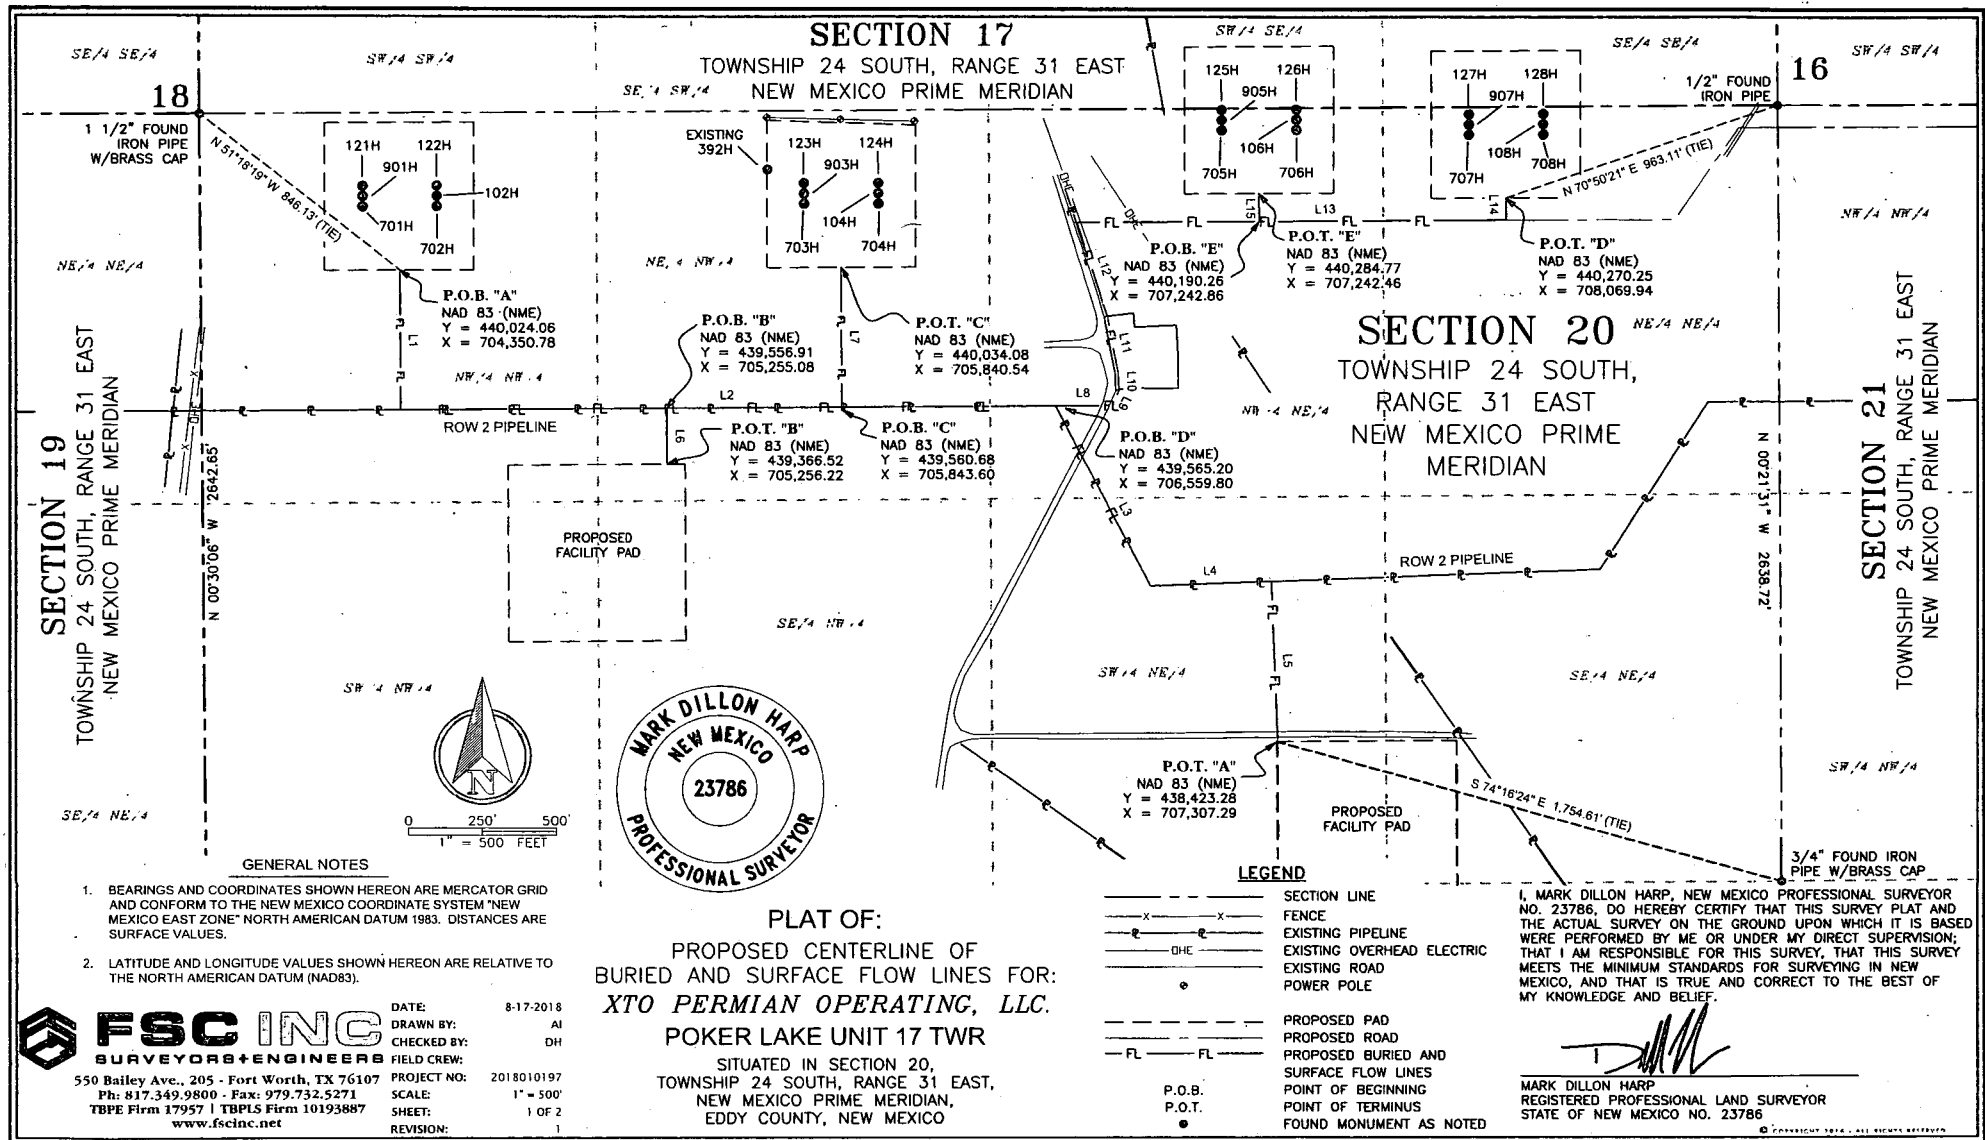 SECTION 17
TOWNSHIP 24 SOUTH, RANGE 31 EAST
NEW MEXICO PRIME MERIDIAN
SE/4 SE/4
SW/4 SW/4
SE/4 SW/4
SW/4 SE/4
SE/4 SE/4
SW/4 SW/4
18
16
1 1/2" FOUND
IRON PIPE
W/BRASS CAP
1/2" FOUND
IRON PIPE
N 51°18'19" W 846.13' (TIE)
121H
122H
901H
102H
701H
702H
EXISTING
392H
123H
124H
903H
104H
703H
704H
125H
126H
905H
106H
705H
706H
127H
128H
907H
108H
707H
708H
N 70°50'21" E 963.11' (TIE)
NE/4 NE/4
NE/4 NW/4
NW/4 NW/4
OHE
OHE
FL
FL
FL
FL
FL
L15
L13
L14
L12
L11
L10
L9
L8
L7
L1
L2
L6
L3
L4
L5
P.O.B. "A"
NAD 83 (NME)
Y = 440,024.06
X = 704,350.78
P.O.B. "B"
NAD 83 (NME)
Y = 439,556.91
X = 705,255.08
P.O.T. "C"
NAD 83 (NME)
Y = 440,034.08
X = 705,840.54
P.O.B. "E"
NAD 83 (NME)
Y = 440,190.26
X = 707,242.86
P.O.T. "E"
NAD 83 (NME)
Y = 440,284.77
X = 707,242.46
P.O.T. "D"
NAD 83 (NME)
Y = 440,270.25
X = 708,069.94
SECTION 20
TOWNSHIP 24 SOUTH,
RANGE 31 EAST
NEW MEXICO PRIME
MERIDIAN
NE/4 NE/4
NW/4 NW/4
NW/4 NE/4
ROW 2 PIPELINE
P.O.T. "B"
NAD 83 (NME)
Y = 439,366.52
X = 705,256.22
P.O.B. "C"
NAD 83 (NME)
Y = 439,560.68
X = 705,843.60
P.O.B. "D"
NAD 83 (NME)
Y = 439,565.20
X = 706,559.80
SECTION 19
TOWNSHIP 24 SOUTH, RANGE 31 EAST
NEW MEXICO PRIME MERIDIAN
OHE
N 00°30'06" W 2642.65'
SECTION 21
TOWNSHIP 24 SOUTH, RANGE 31 EAST
NEW MEXICO PRIME MERIDIAN
N 00°21'31" W 2638.72'
PROPOSED
FACILITY PAD
ROW 2 PIPELINE
SE/4 NW/4
SW/4 NW/4
SW/4 NE/4
SE/4 NE/4
SW/4 NW/4
SE/4 NE/4
P.O.T. "A"
NAD 83 (NME)
Y = 438,423.28
X = 707,307.29
PROPOSED
FACILITY PAD
S 74°16'24" E 1,754.61' (TIE)
3/4" FOUND IRON
PIPE W/BRASS CAP
N
0 250' 500'
1" = 500 FEET
MARK DILLON HARP
NEW MEXICO
23786
PROFESSIONAL SURVEYOR
GENERAL NOTES
1. BEARINGS AND COORDINATES SHOWN HEREON ARE MERCATOR GRID
AND CONFORM TO THE NEW MEXICO COORDINATE SYSTEM "NEW
MEXICO EAST ZONE" NORTH AMERICAN DATUM 1983. DISTANCES ARE
SURFACE VALUES.
2. LATITUDE AND LONGITUDE VALUES SHOWN HEREON ARE RELATIVE TO
THE NORTH AMERICAN DATUM (NAD83).
FSC INC
SURVEYORS+ENGINEERS
550 Bailey Ave., 205 - Fort Worth, TX 76107
Ph: 817.349.9800 - Fax: 979.732.5271
TBPE Firm 17957 | TBPLS Firm 10193887
www.fscinc.net
DATE: 8-17-2018
DRAWN BY: AI
CHECKED BY: DH
FIELD CREW:
PROJECT NO: 2018010197
SCALE: 1" = 500'
SHEET: 1 OF 2
REVISION: 1
PLAT OF:
PROPOSED CENTERLINE OF
BURIED AND SURFACE FLOW LINES FOR:
XTO PERMIAN OPERATING, LLC.
POKER LAKE UNIT 17 TWR
SITUATED IN SECTION 20,
TOWNSHIP 24 SOUTH, RANGE 31 EAST,
NEW MEXICO PRIME MERIDIAN,
EDDY COUNTY, NEW MEXICO
LEGEND
SECTION LINE
X X FENCE
EXISTING PIPELINE
OHE EXISTING OVERHEAD ELECTRIC
EXISTING ROAD
POWER POLE
PROPOSED PAD
PROPOSED ROAD
FL FL PROPOSED BURIED AND
SURFACE FLOW LINES
P.O.B. POINT OF BEGINNING
P.O.T. POINT OF TERMINUS
FOUND MONUMENT AS NOTED
I, MARK DILLON HARP, NEW MEXICO PROFESSIONAL SURVEYOR
NO. 23786, DO HEREBY CERTIFY THAT THIS SURVEY PLAT AND
THE ACTUAL SURVEY ON THE GROUND UPON WHICH IT IS BASED
WERE PERFORMED BY ME OR UNDER MY DIRECT SUPERVISION;
THAT I AM RESPONSIBLE FOR THIS SURVEY, THAT THIS SURVEY
MEETS THE MINIMUM STANDARDS FOR SURVEYING IN NEW
MEXICO, AND THAT IS TRUE AND CORRECT TO THE BEST OF
MY KNOWLEDGE AND BELIEF.
MARK DILLON HARP
REGISTERED PROFESSIONAL LAND SURVEYOR
STATE OF NEW MEXICO NO. 23786